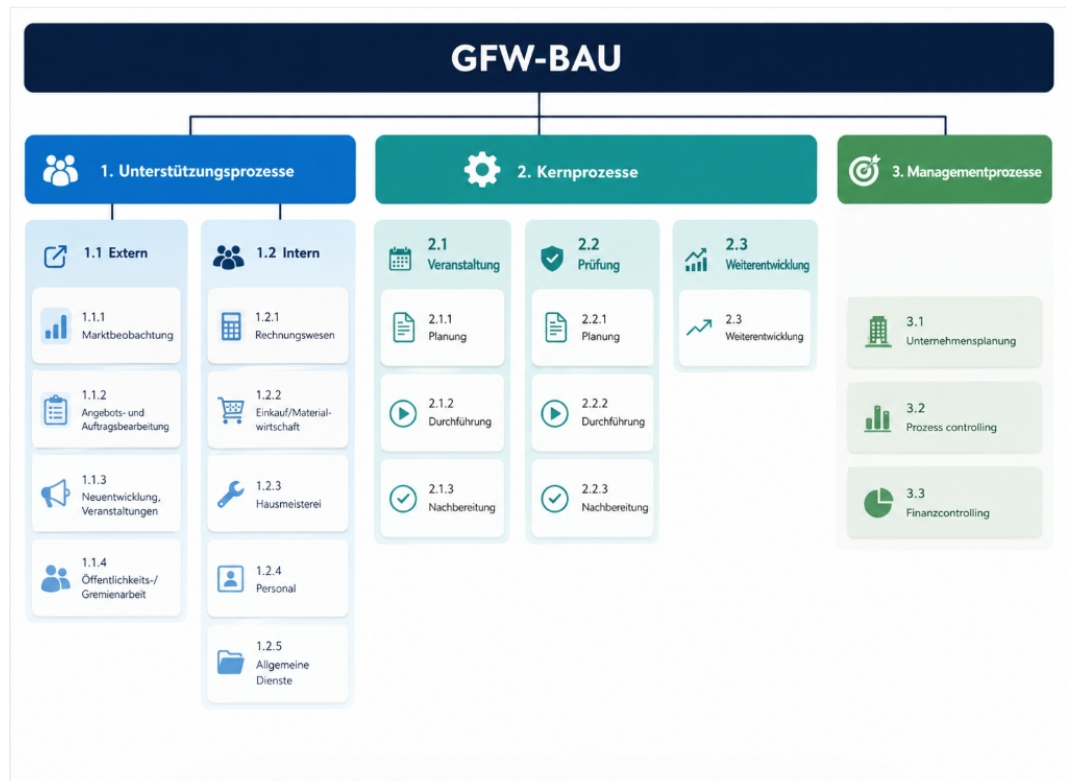 GFW-BAU
1. Unterstützungsprozesse
1.1 Extern
1.1.1
Marktbeobachtung
1.1.2
Angebots- und
Auftragsbearbeitung
1.1.3
Neuentwicklung,
Veranstaltungen
1.1.4
Öffentlichkeits-/
Gremienarbeit
1.2 Intern
1.2.1
Rechnungswesen
1.2.2
Einkauf/Material-
wirtschaft
1.2.3
Hausmeisterei
1.2.4
Personal
1.2.5
Allgemeine
Dienste
2. Kernprozesse
2.1
Veranstaltung
2.1.1
Planung
2.1.2
Durchführung
2.1.3
Nachbereitung
2.2
Prüfung
2.2.1
Planung
2.2.2
Durchführung
2.2.3
Nachbereitung
2.3
Weiterentwicklung
2.3
Weiterentwicklung
3. Managementprozesse
3.1
Unternehmensplanung
3.2
Prozess controlling
3.3
Finanzcontrolling